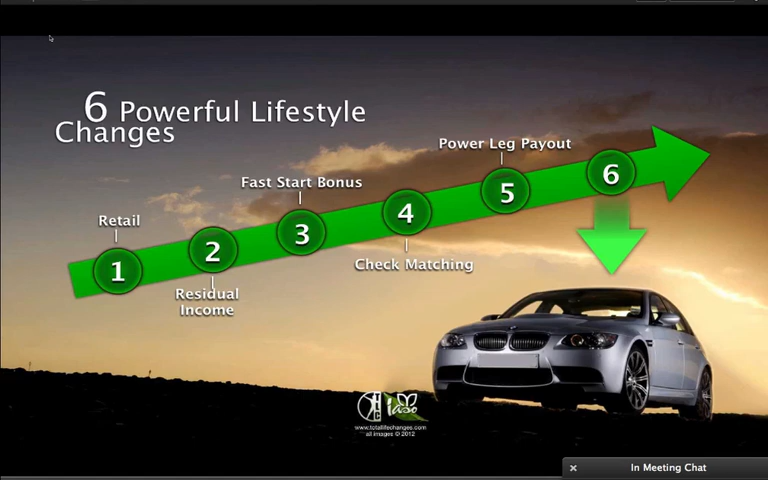 6 Powerful Lifestyle
Changes
Power Leg Payout
Fast Start Bonus
Retail
1
2
3
4
5
6
Check Matching
Residual
Income
iaso
www.totallifechanges.com
all images © 2012
In Meeting Chat